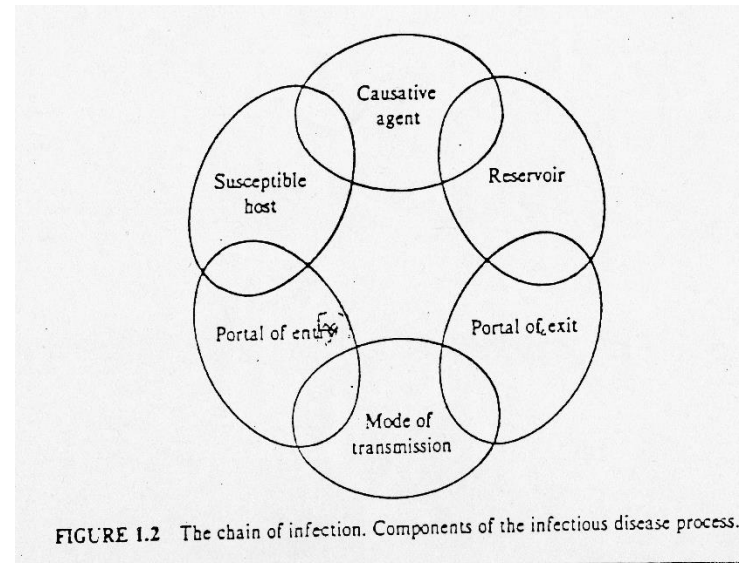 Causative
agent
Susceptible
host
Reservoir
Portal of entry
Portal of exit
Mode of
transmission
FIGURE 1.2 The chain of infection. Components of the infectious disease process.